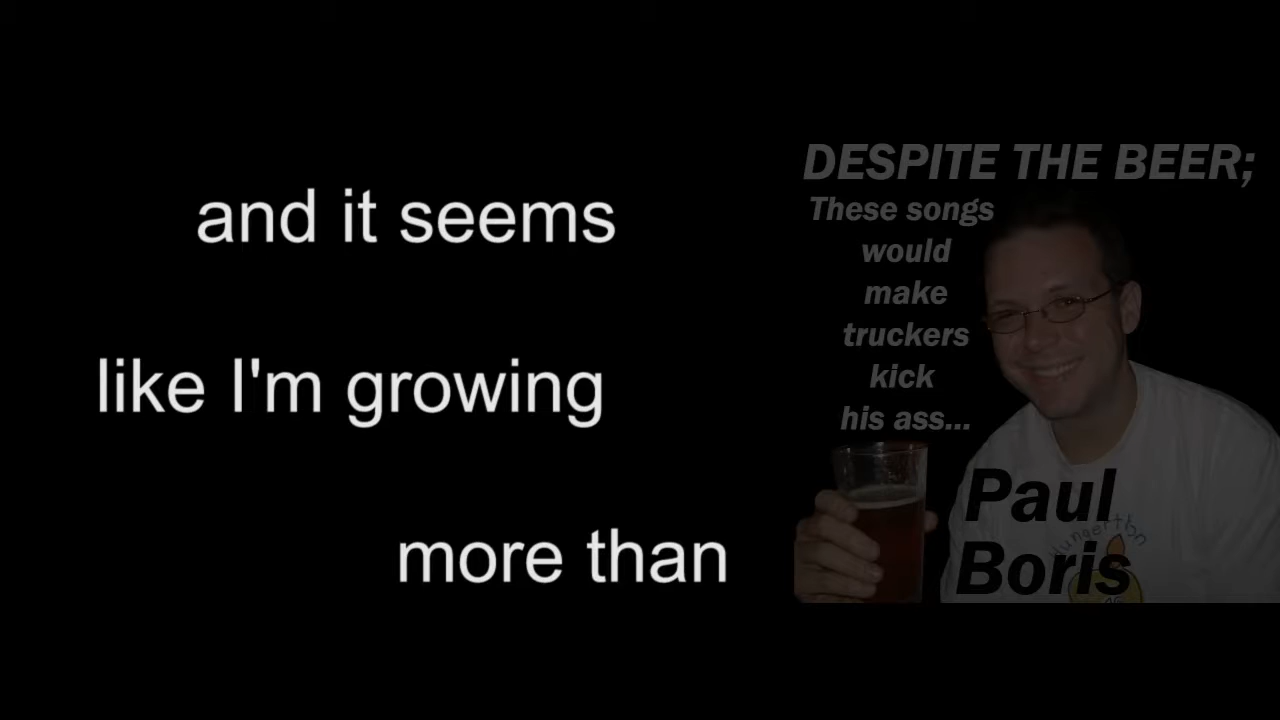 and it seems
like I'm growing
more than
DESPITE THE BEER;
These songs
would
make
truckers
kick
his ass...
Paul
Boris
Hungerthon